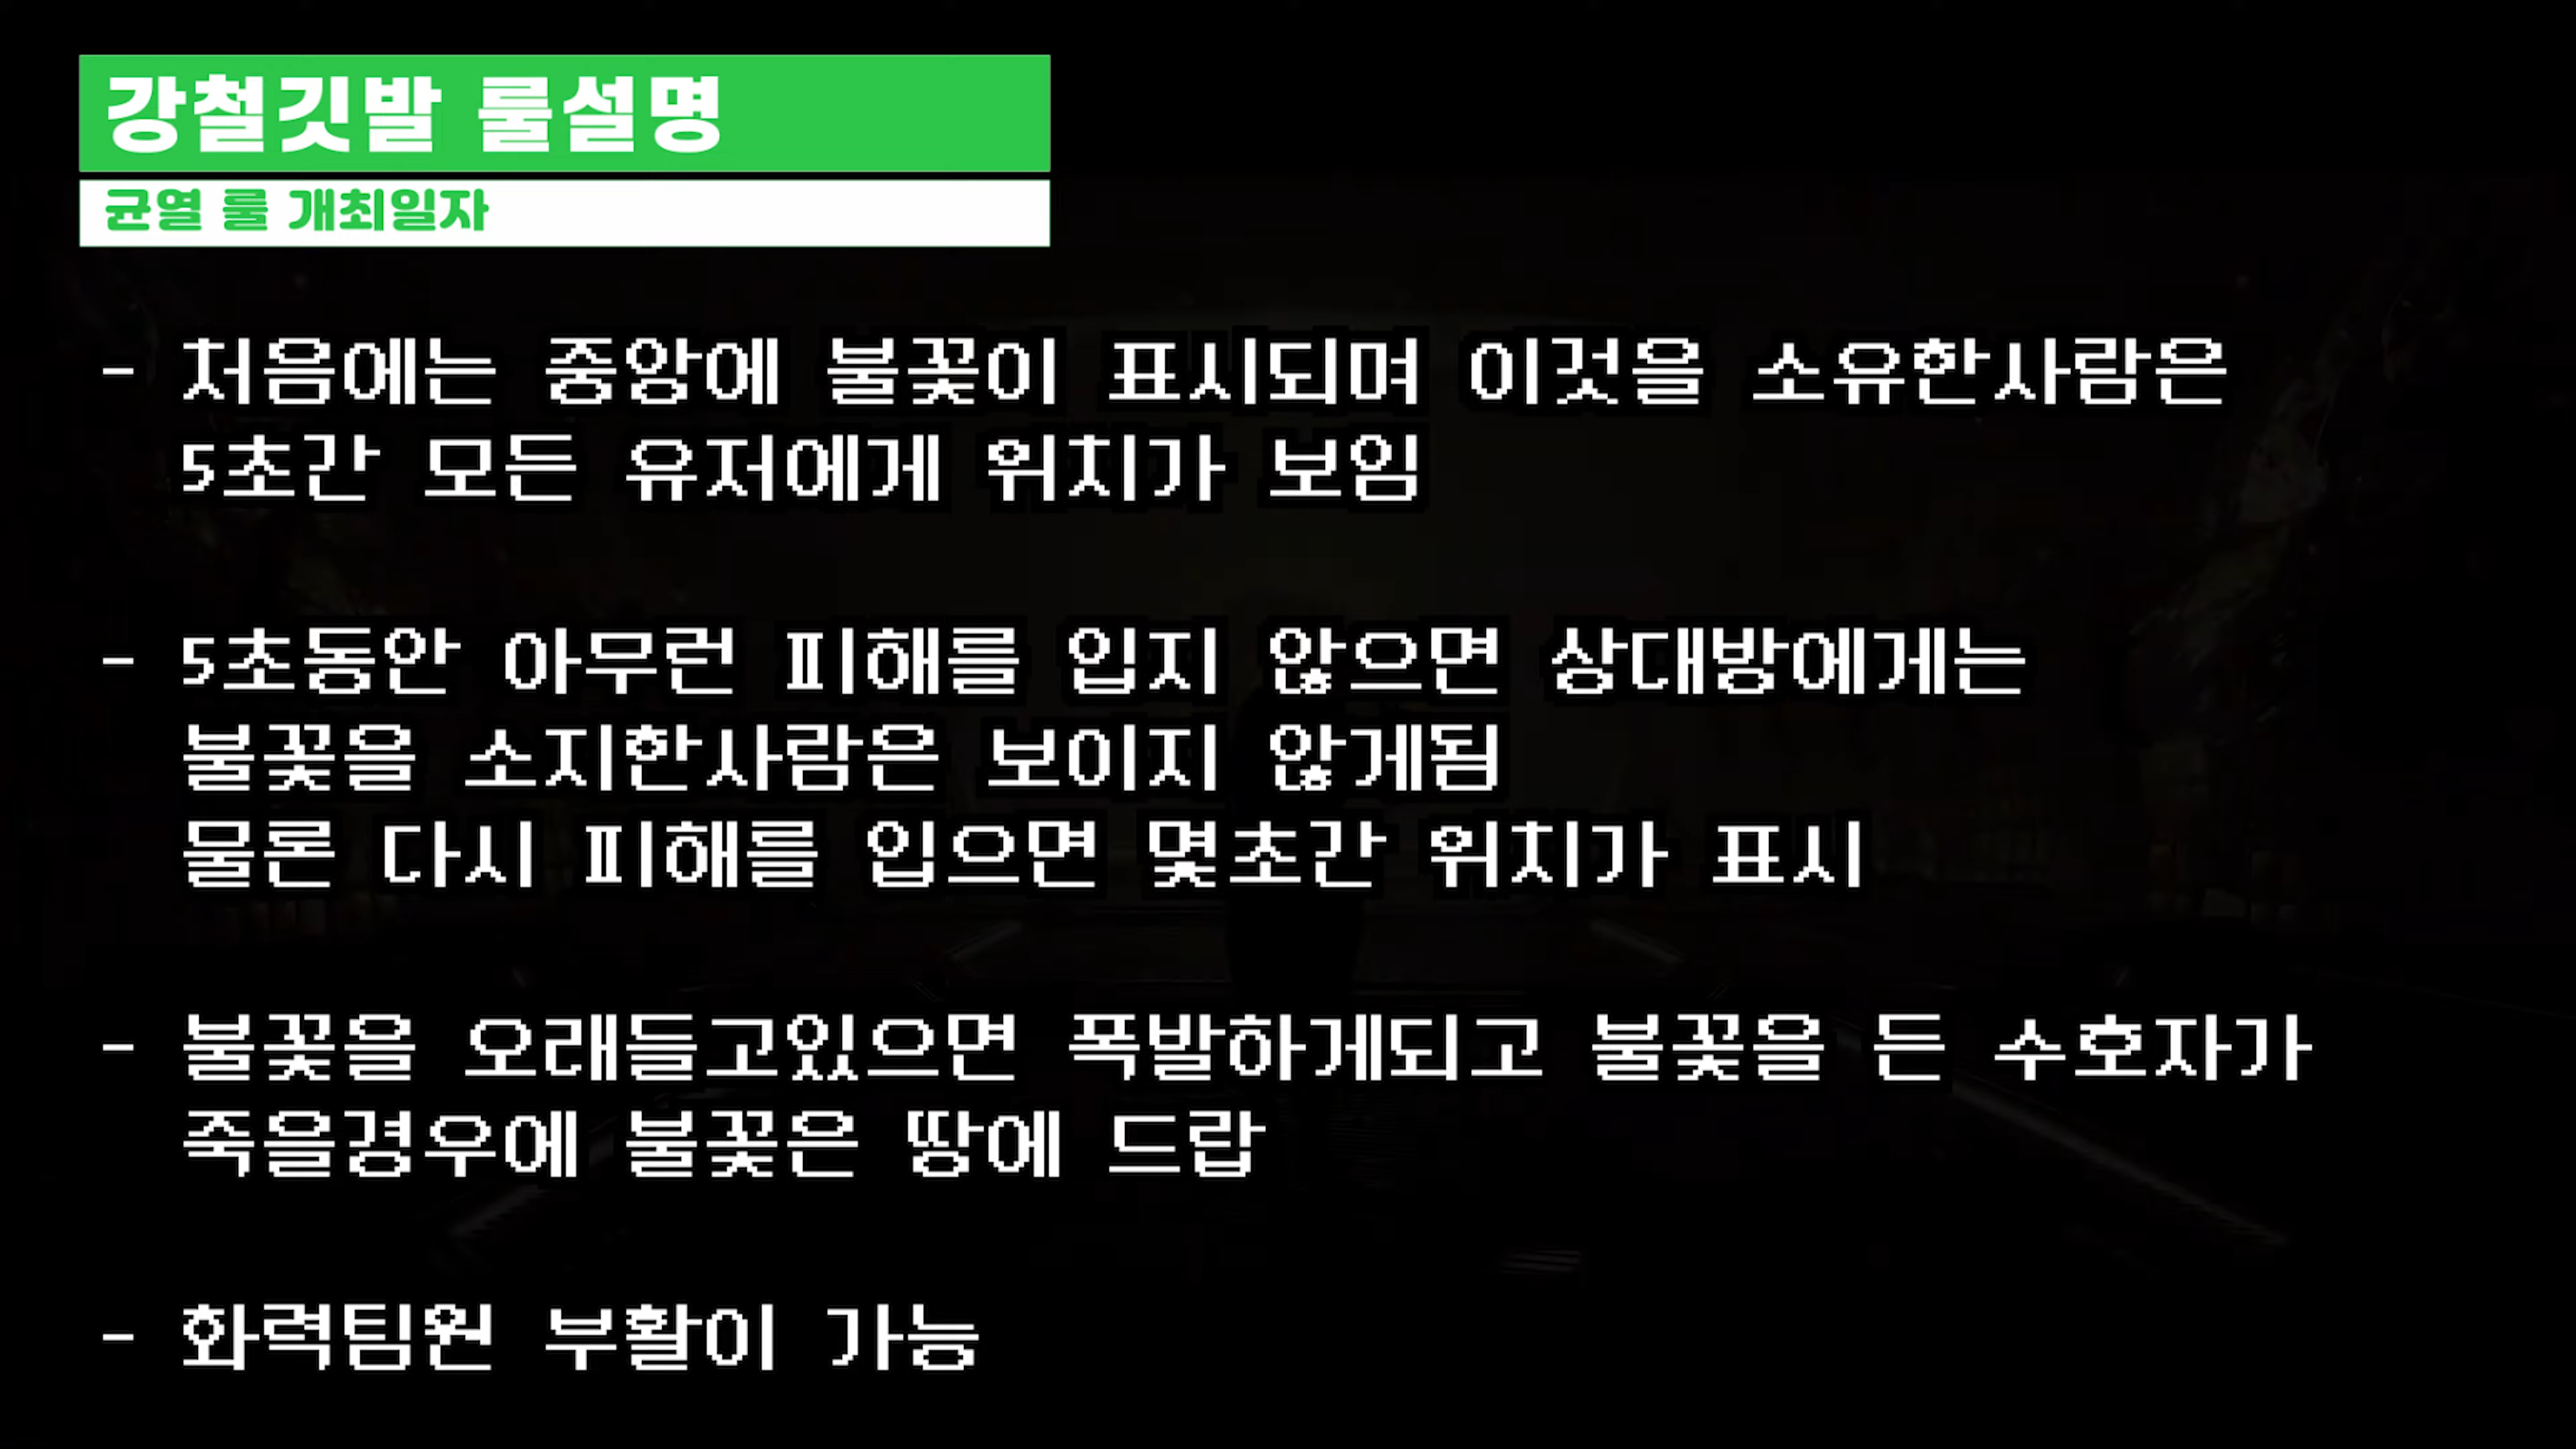 강철깃발 룰설명
균열 룰 개최일자
- 처음에는 중앙에 불꽃이 표시되며 이것을 소유한사람은
5초간 모든 유저에게 위치가 보임
- 5초동안 아무런 피해를 입지 않으면 상대방에게는
불꽃을 소지한사람은 보이지 않게됨
물론 다시 피해를 입으면 몇초간 위치가 표시
- 불꽃을 오래들고있으면 폭발하게되고 불꽃을 든 수호자가
죽을경우에 불꽃은 땅에 드랍
- 화력팀원 부활이 가능